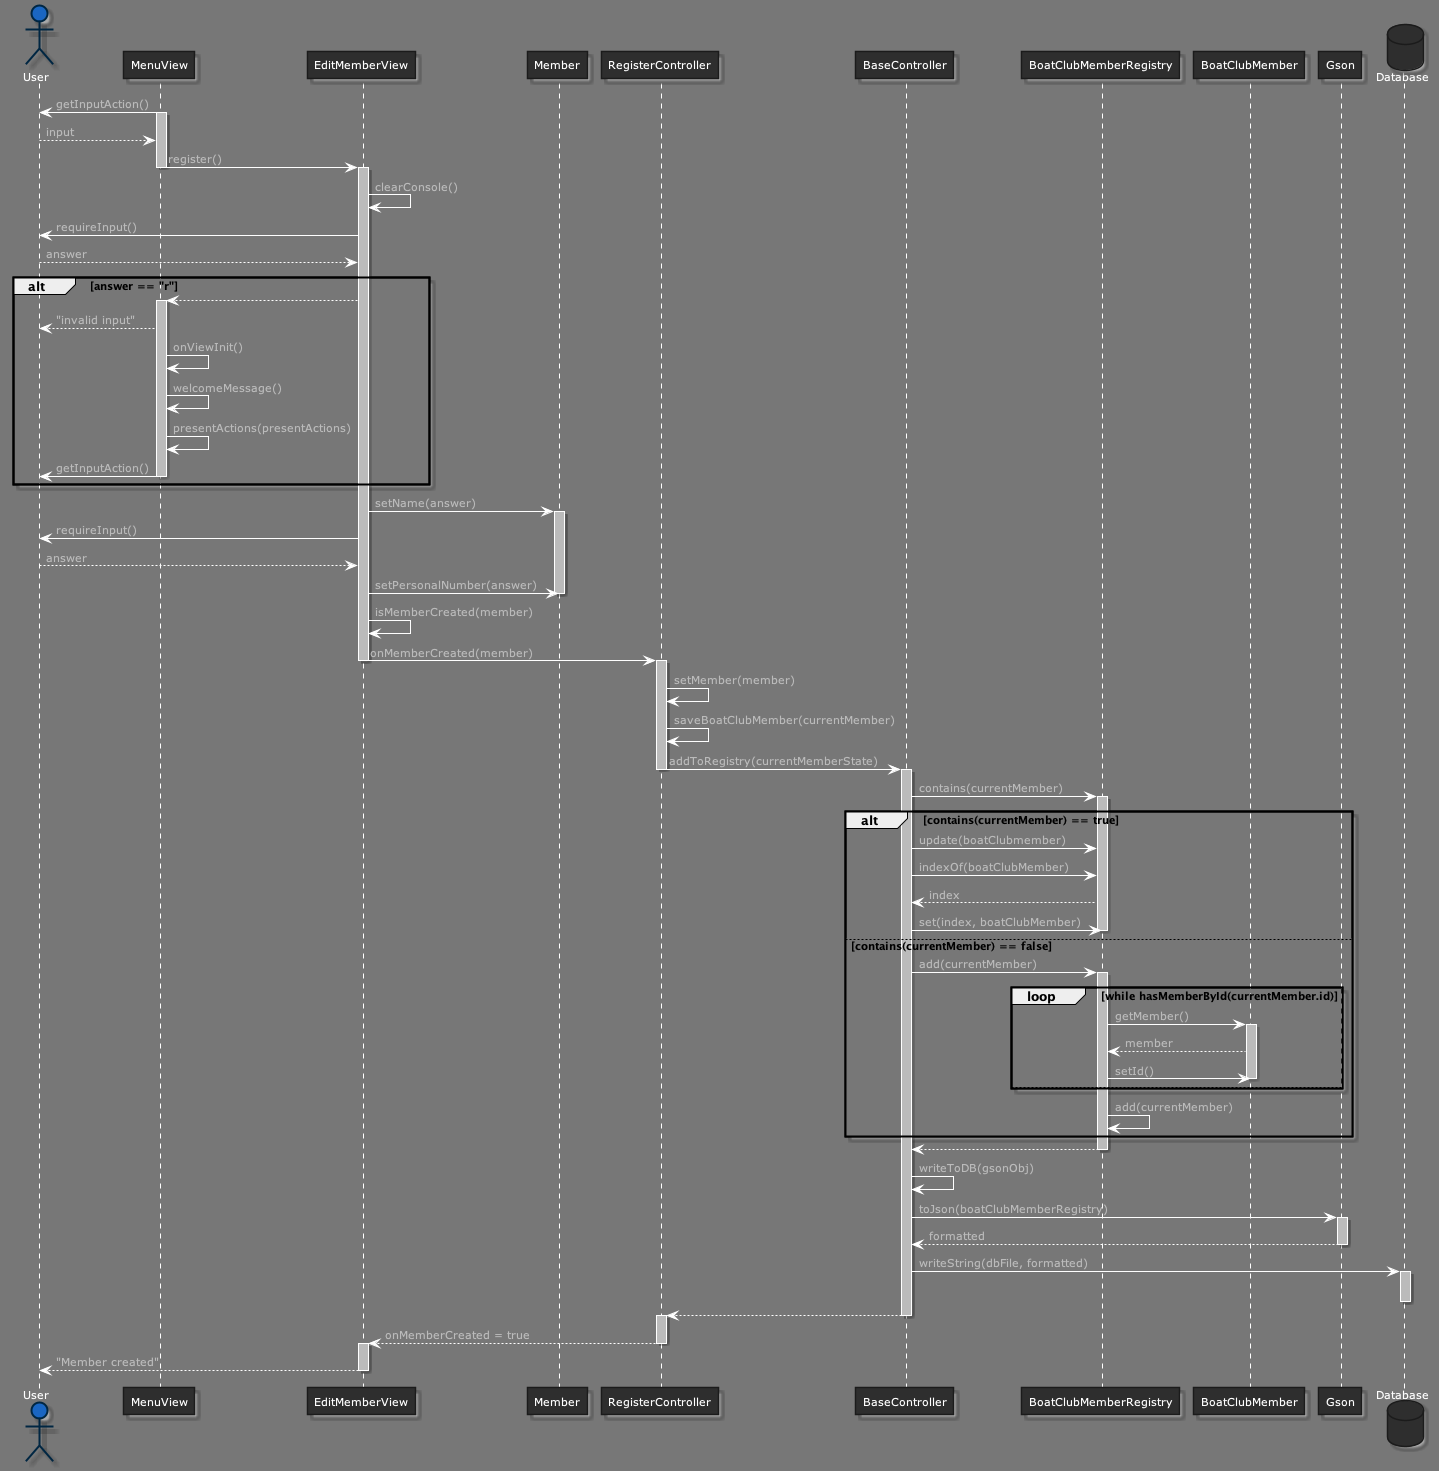 User
MenuView
EditMemberView
Member
RegisterController
BaseController
BoatClubMemberRegistry
BoatClubMember
Gson
Database
getInputAction()
input
register()
clearConsole()
requireInput()
answer
alt [answer == "r"]
"invalid input"
onViewInit()
welcomeMessage()
presentActions(presentActions)
getInputAction()
setName(answer)
requireInput()
answer
setPersonalNumber(answer)
isMemberCreated(member)
onMemberCreated(member)
setMember(member)
saveBoatClubMember(currentMember)
addToRegistry(currentMemberState)
contains(currentMember)
alt [contains(currentMember) == true]
update(boatClubmember)
indexOf(boatClubMember)
index
set(index, boatClubMember)
[contains(currentMember) == false]
add(currentMember)
loop [while hasMemberById(currentMember.id)]
getMember()
member
setId()
add(currentMember)
writeToDB(gsonObj)
toJson(boatClubMemberRegistry)
formatted
writeString(dbFile, formatted)
onMemberCreated = true
"Member created"
User
MenuView
EditMemberView
Member
RegisterController
BaseController
BoatClubMemberRegistry
BoatClubMember
Gson
Database